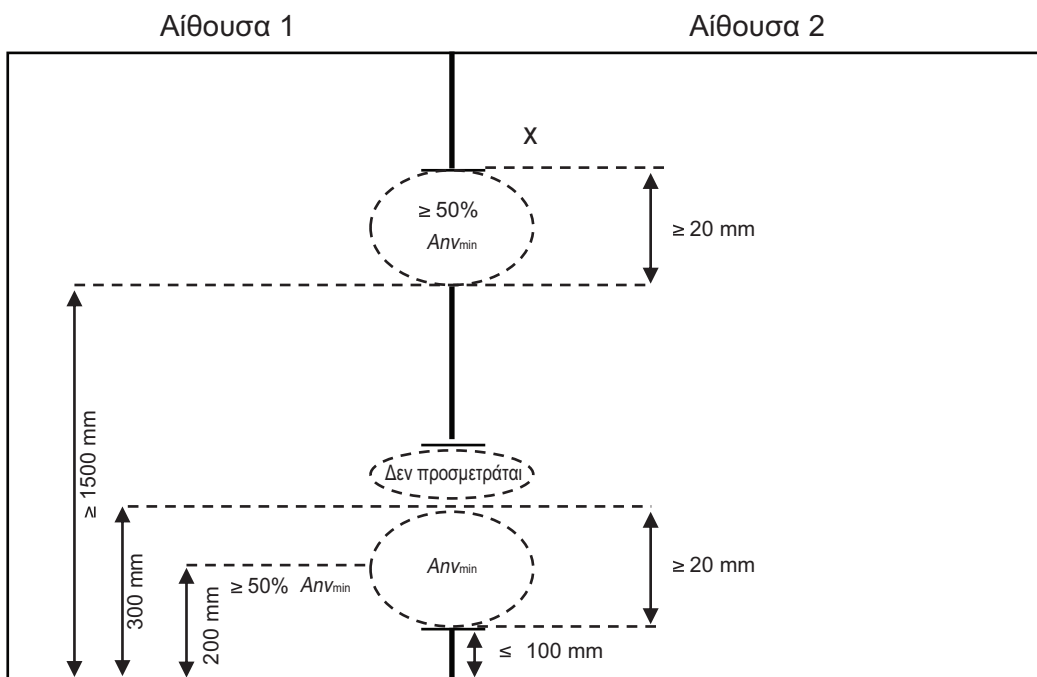 Αίθουσα 1
Αίθουσα 2
X
≥ 50%
Anvmin
≥ 20 mm
≥ 1500 mm
Δεν προσμετράται
300 mm
200 mm
≥ 50% Anvmin
Anvmin
≥ 20 mm
≤ 100 mm